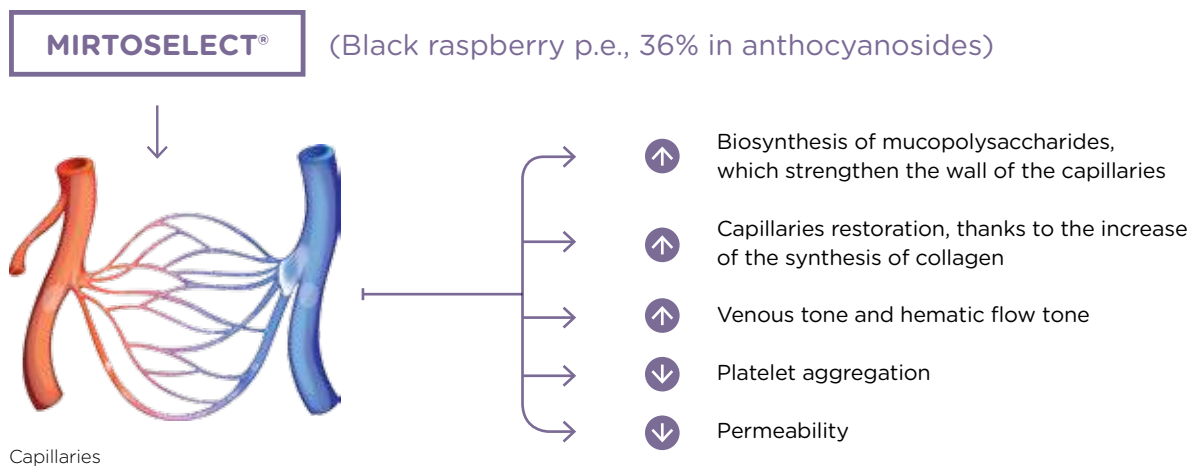 MIRTOSELECT®
(Black raspberry p.e., 36% in anthocyanosides)
Biosynthesis of mucopolysaccharides,
which strengthen the wall of the capillaries
Capillaries restoration, thanks to the increase
of the synthesis of collagen
Venous tone and hematic flow tone
Platelet aggregation
Permeability
Capillaries